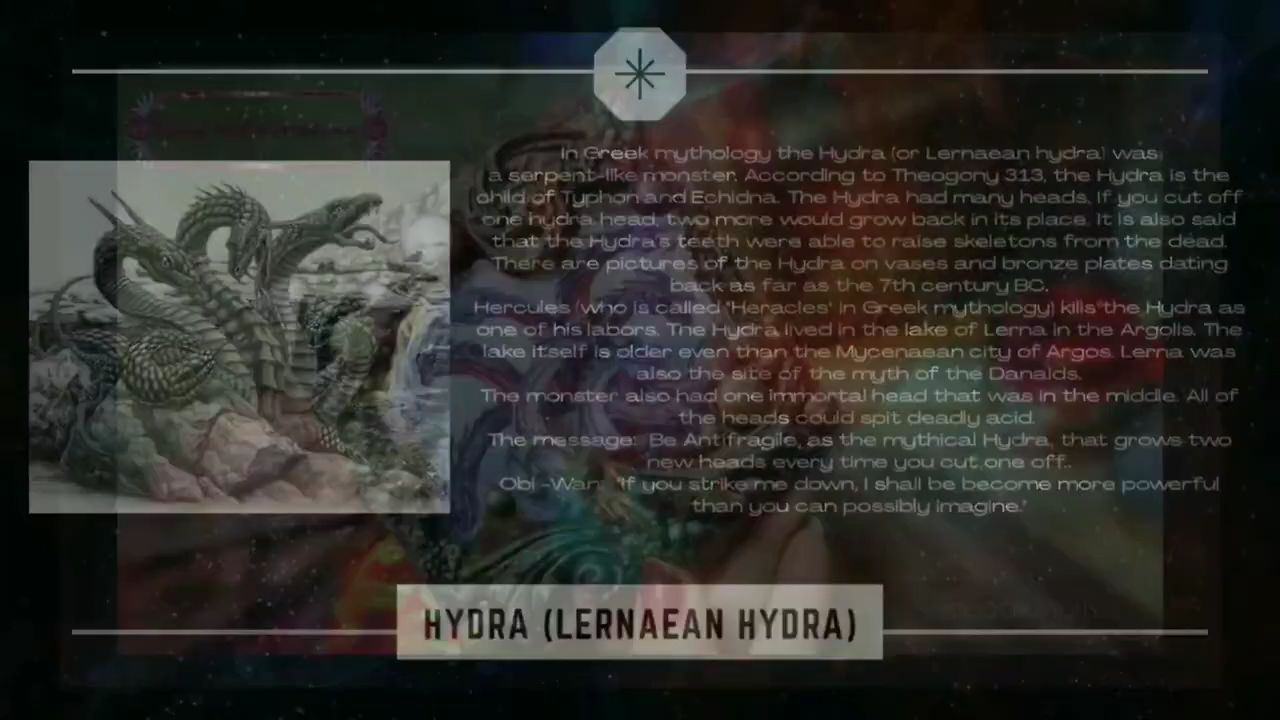 In Greek mythology the Hydra (or Lernaean hydra) was
a serpent-like monster. According to Theogony 313, the Hydra is the
child of Typhon and Echidna. The Hydra had many heads. If you cut off
one hydra head, two more would grow back in its place. It is also said
that the Hydra's teeth were able to raise skeletons from the dead.
There are pictures of the Hydra on vases and bronze plates dating
back as far as the 7th century BC.
Hercules (who is called 'Heracles' in Greek mythology) kills the Hydra as
one of his labors. The Hydra lived in the lake of Lerna in the Argolis. The
lake itself is older even than the Mycenaean city of Argos. Lerna was
also the site of the myth of the Danaids.
The monster also had one immortal head that was in the middle. All of
the heads could spit deadly acid.
The message: Be Antifragile, as the mythical Hydra, that grows two
new heads every time you cut one off..
Obi -Wan: 'If you strike me down, I shall be become more powerful
than you can possibly imagine.'
HYDRA (LERNAEAN HYDRA)